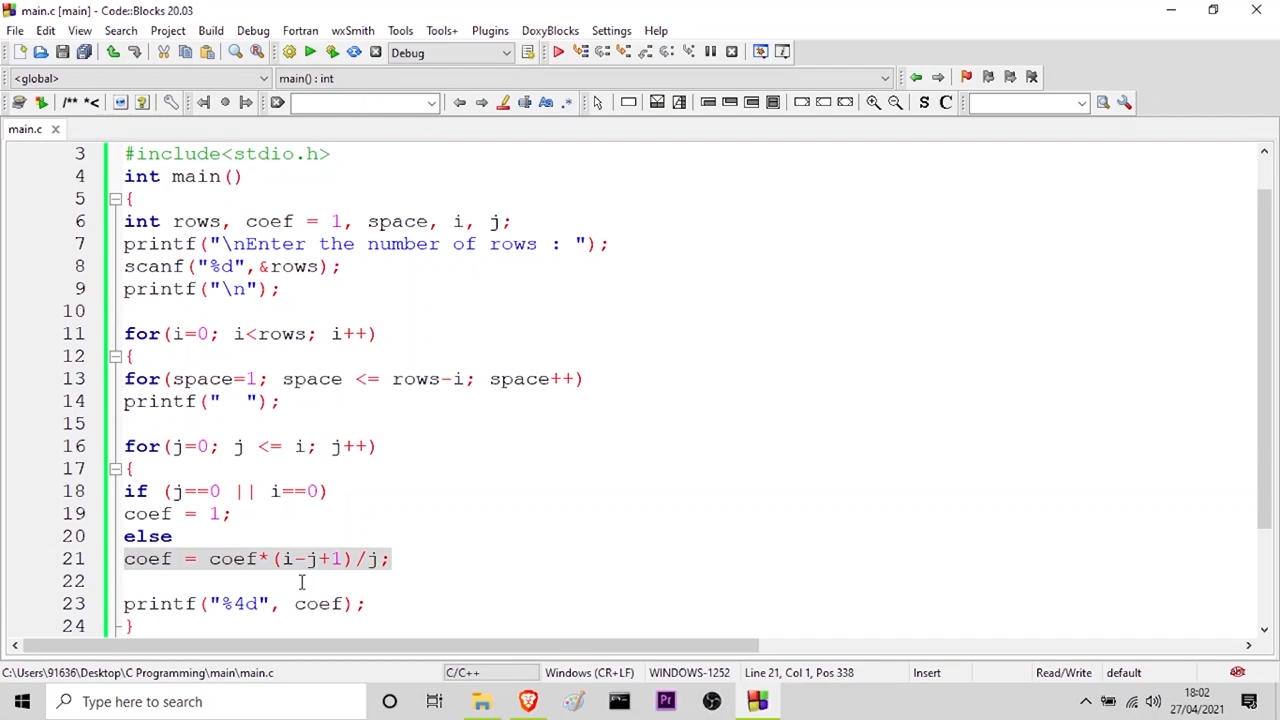 main.c [main] - Code::Blocks 20.03
File Edit View Search Project Build Debug Fortran wxSmith Tools Tools+ Plugins DoxyBlocks Settings Help
Debug
<global> main() : int
/** *< S C
main.c
3 #include<stdio.h>
4 int main()
5 {
6 int rows, coef = 1, space, i, j;
7 printf("\nEnter the number of rows : ");
8 scanf("%d",&rows);
9 printf("\n");
10
11 for(i=0; i<rows; i++)
12 {
13 for(space=1; space <= rows-i; space++)
14 printf("  ");
15
16 for(j=0; j <= i; j++)
17 {
18 if (j==0 || i==0)
19 coef = 1;
20 else
21 coef = coef*(i-j+1)/j;
22
23 printf("%4d", coef);
24 }
C:\Users\91636\Desktop\C Programming\main\main.c C/C++ Windows (CR+LF) WINDOWS-1252 Line 21, Col 1, Pos 338 Insert Read/Write default
Type here to search
Pr
18:02
27/04/2021